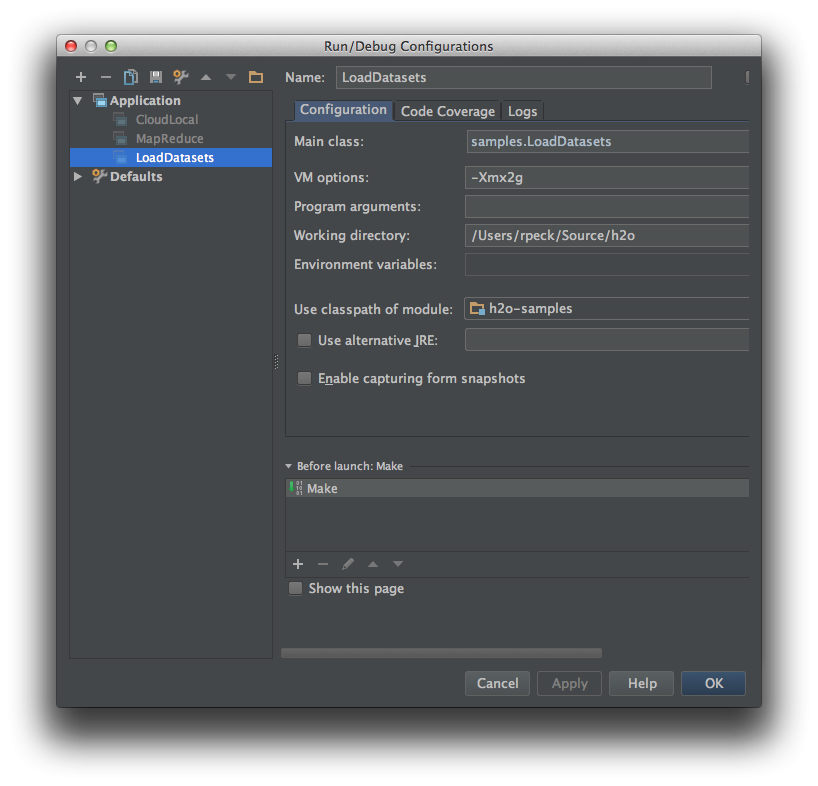 Run/Debug Configurations
Name: LoadDatasets
Application
CloudLocal
MapReduce
LoadDatasets
Defaults
Configuration Code Coverage Logs
Main class: samples.LoadDatasets
VM options: -Xmx2g
Program arguments:
Working directory: /Users/rpeck/Source/h2o
Environment variables:
Use classpath of module: h2o-samples
Use alternative JRE:
Enable capturing form snapshots
Before launch: Make
Make
Show this page
Cancel Apply Help OK